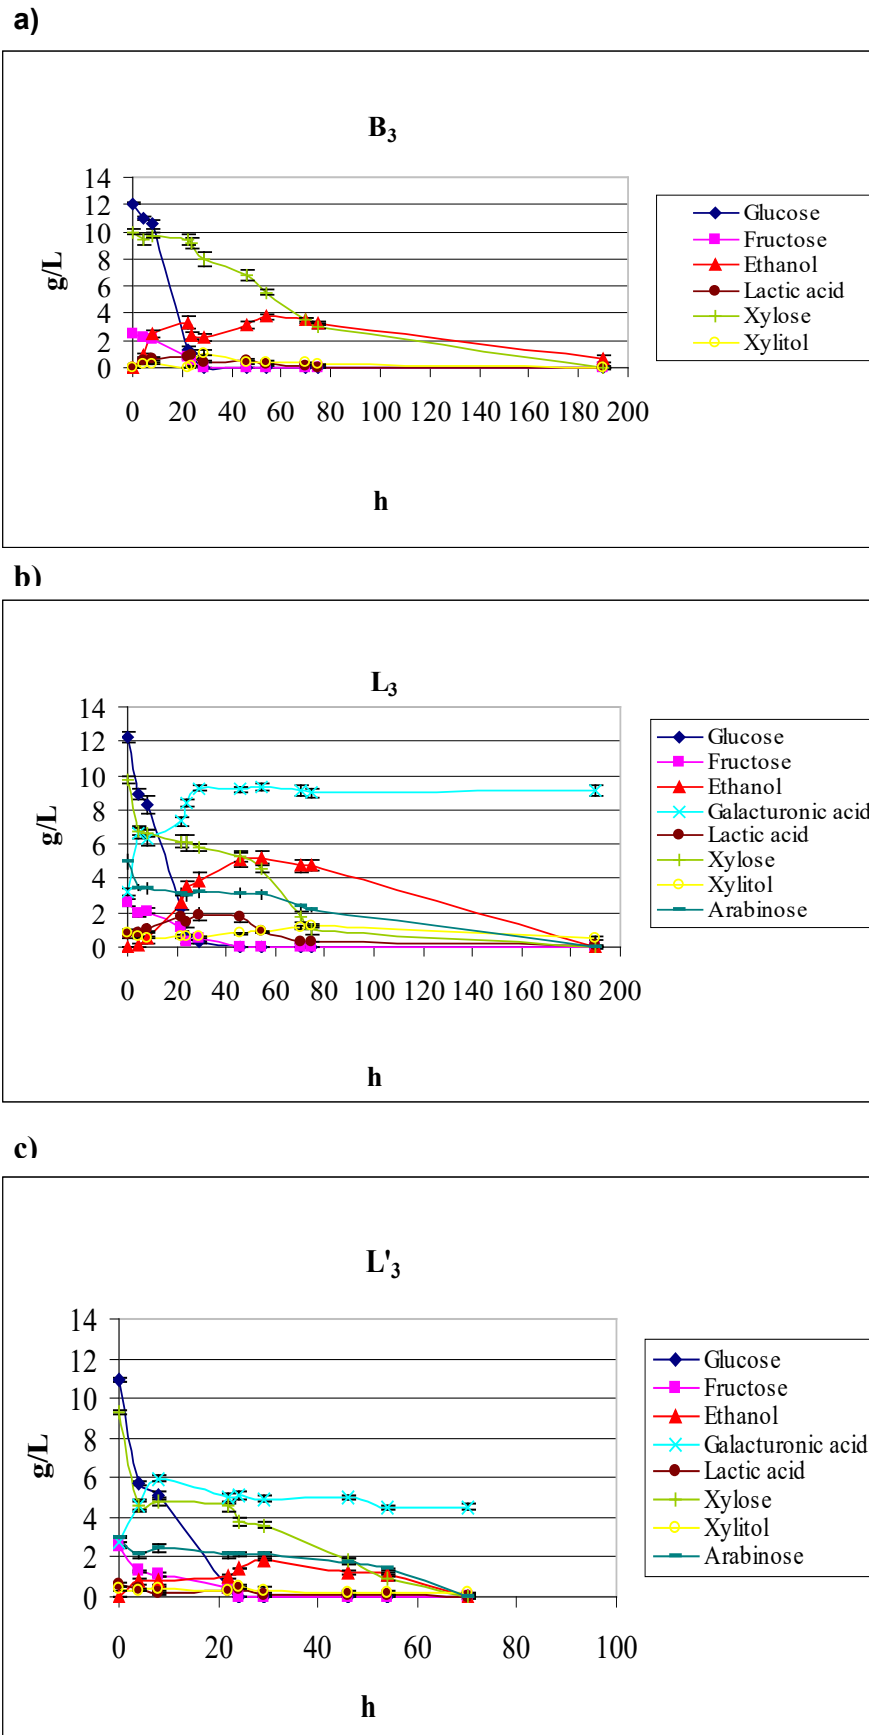 a)
B3
14
12
10
8
6
4
2
0
g/L
0 20 40 60 80 100 120 140 160 180 200
h
Glucose
Fructose
Ethanol
Lactic acid
Xylose
Xylitol
b)
L3
14
12
10
8
6
4
2
0
g/L
0 20 40 60 80 100 120 140 160 180 200
h
Glucose
Fructose
Ethanol
Galacturonic acid
Lactic acid
Xylose
Xylitol
Arabinose
c)
L'3
14
12
10
8
6
4
2
0
g/L
0 20 40 60 80 100
h
Glucose
Fructose
Ethanol
Galacturonic acid
Lactic acid
Xylose
Xylitol
Arabinose